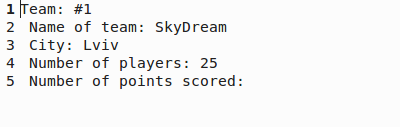 1 Team: #1
2 Name of team: SkyDream
3 City: Lviv
4 Number of players: 25
5 Number of points scored: